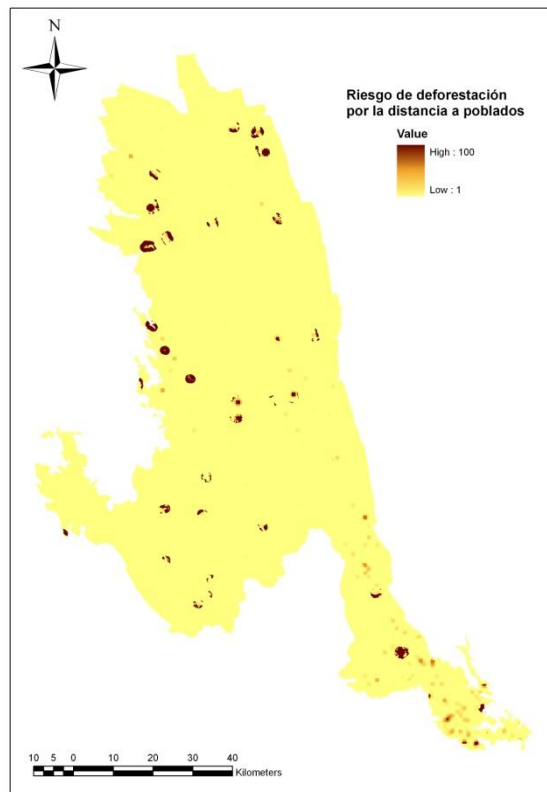 N
Riesgo de deforestación
por la distancia a poblados
Value
High : 100
Low : 1
10 5 0 10 20 30 40
Kilometers